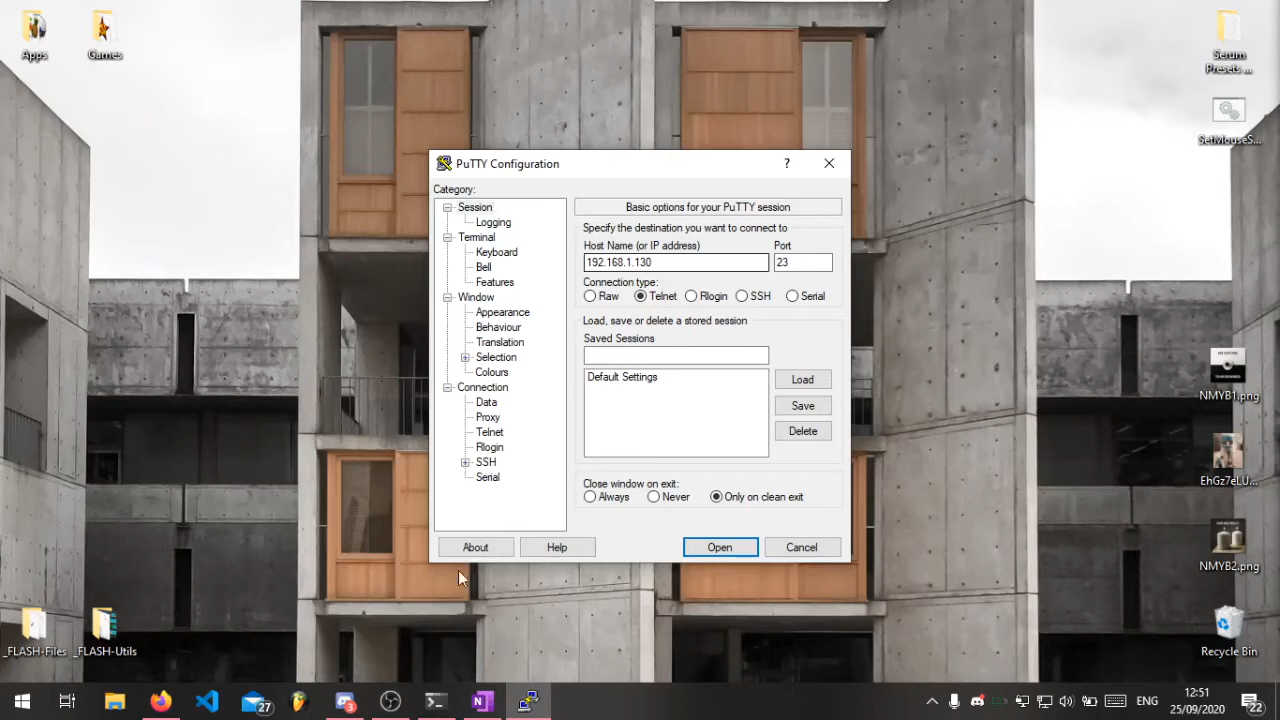 Apps
Games
Serum
Presets ...
SetMouseS...
NMYB1.png
EhGz7eLU...
NMYB2.png
Recycle Bin
_FLASH-Files
_FLASH-Utils
PuTTY Configuration
?
Category:
Session
Logging
Terminal
Keyboard
Bell
Features
Window
Appearance
Behaviour
Translation
Selection
Colours
Connection
Data
Proxy
Telnet
Rlogin
SSH
Serial
Basic options for your PuTTY session
Specify the destination you want to connect to
Host Name (or IP address) Port
192.168.1.130 23
Connection type:
Raw Telnet Rlogin SSH Serial
Load, save or delete a stored session
Saved Sessions
Default Settings
Load
Save
Delete
Close window on exit:
Always Never Only on clean exit
About Help Open Cancel
27
3
ENG
12:51
25/09/2020
22